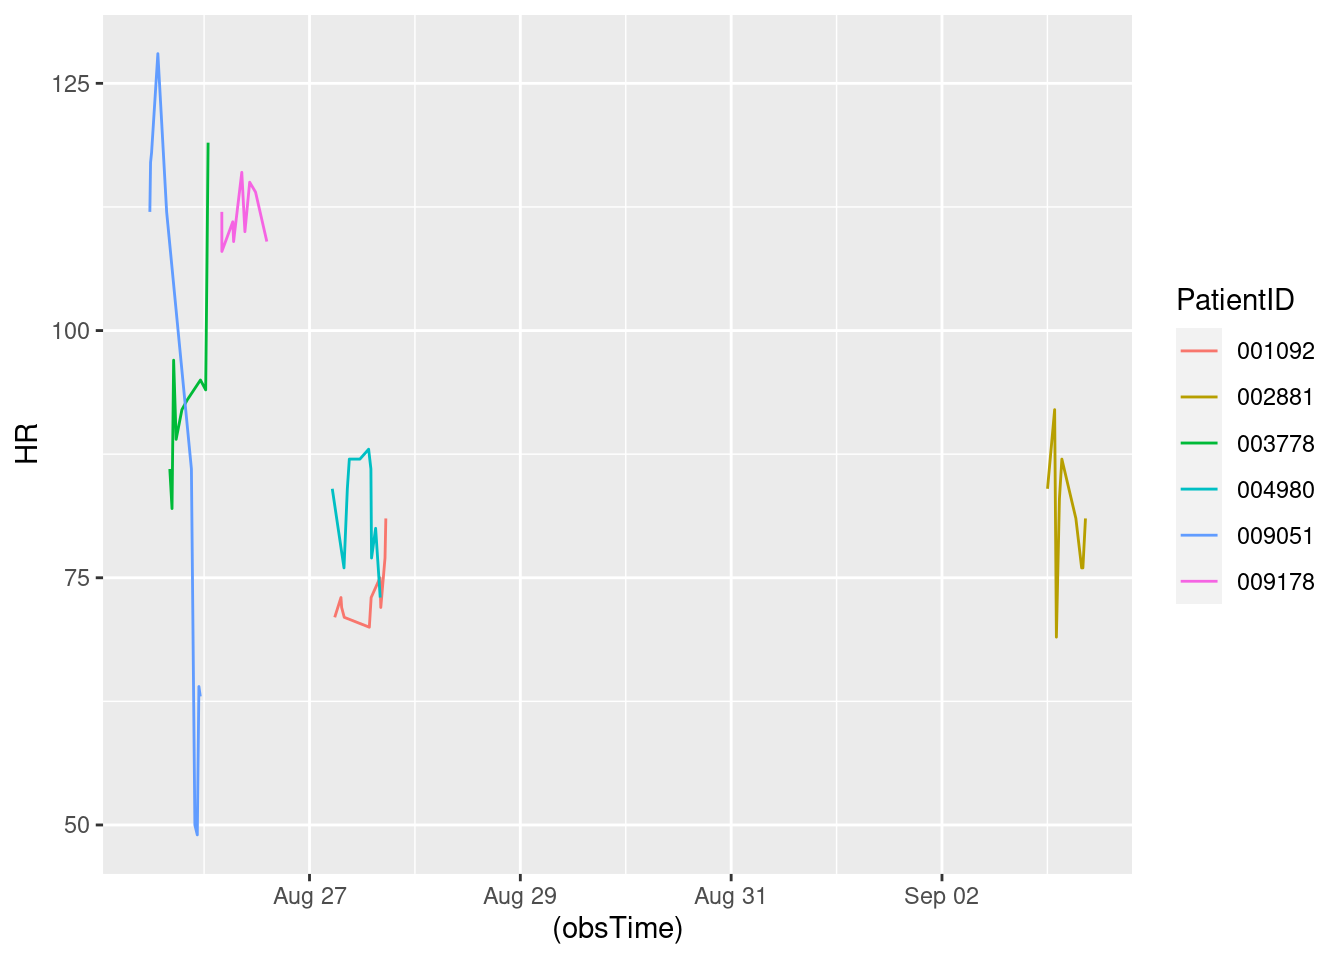 HR
125
100
75
50
Aug 27
Aug 29
Aug 31
Sep 02
(obsTime)
PatientID
001092
002881
003778
004980
009051
009178